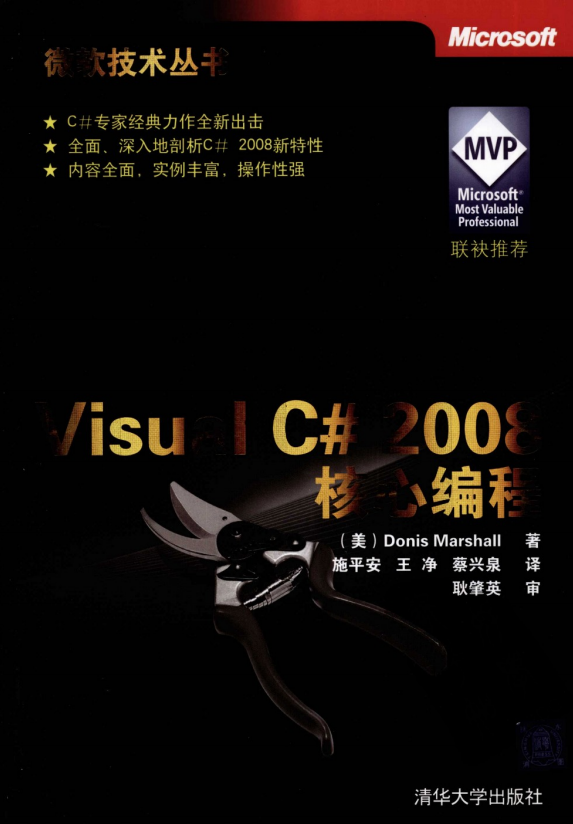 Microsoft
微软技术丛书
★ C#专家经典力作全新出击
★ 全面、深入地剖析C# 2008新特性
★ 内容全面,实例丰富,操作性强
MVP
Microsoft®
Most Valuable
Professional
联袂推荐
Visual C# 2008
核心编程
(美)Donis Marshall 著
施平安 王 净 蔡兴泉 译
耿肇英 审
清华大学出版社